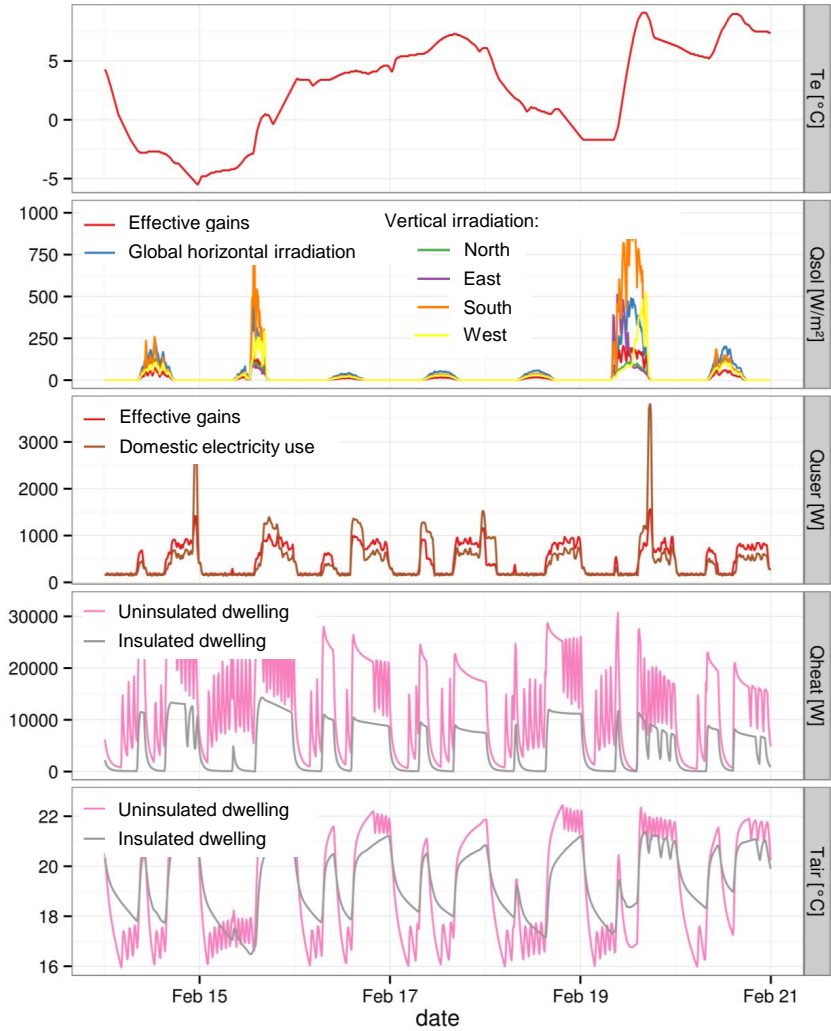 5
0
-5
Te [°C]
1000
750
500
250
0
Effective gains
Global horizontal irradiation
Vertical irradiation:
North
East
South
West
Qsol [W/m²]
3000
2000
1000
0
Effective gains
Domestic electricity use
Quser [W]
30000
20000
10000
0
Uninsulated dwelling
Insulated dwelling
Qheat [W]
22
20
18
16
Uninsulated dwelling
Insulated dwelling
Tair [°C]
Feb 15 Feb 17 Feb 19 Feb 21
date